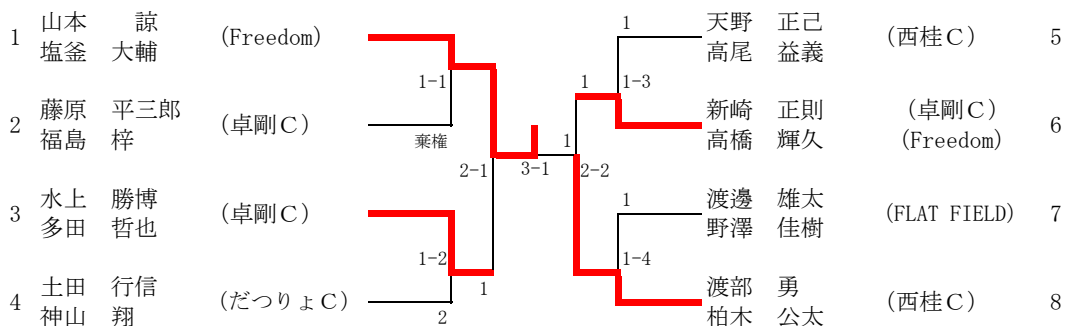 1 山本 諒 (Freedom)
塩釜 大輔
2 藤原 平三郎 (卓剛C)
福島 梓
棄権
1-1
3 水上 勝博 (卓剛C)
多田 哲也
4 土田 行信 (だつりょC)
神山 翔
1-2
2
2-1
1
3-1
1
2-2
1
1-3
1
天野 正己 (西桂C) 5
高尾 益義
新崎 正則 (卓剛C) 6
高橋 輝久 (Freedom)
1
1-4
渡邊 雄太 (FLAT FIELD) 7
野澤 佳樹
渡部 勇 (西桂C) 8
柏木 公太